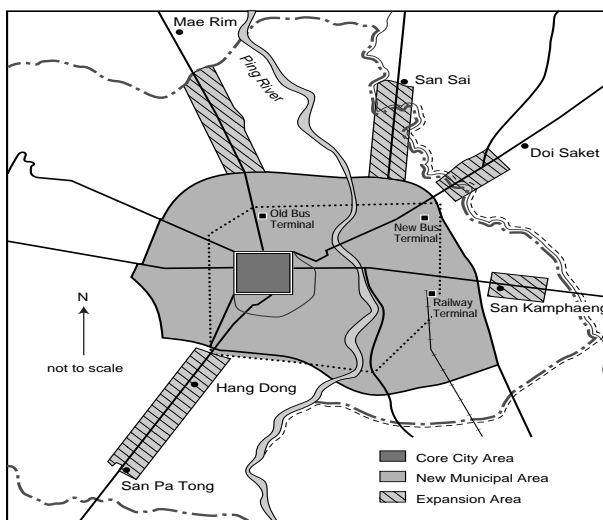 Mae Rim
Ping River
San Sai
Doi Saket
Old Bus
Terminal
New Bus
Terminal
Railway
Terminal
San Kamphaeng
N
not to scale
Hang Dong
San Pa Tong
Core City Area
New Municipal Area
Expansion Area